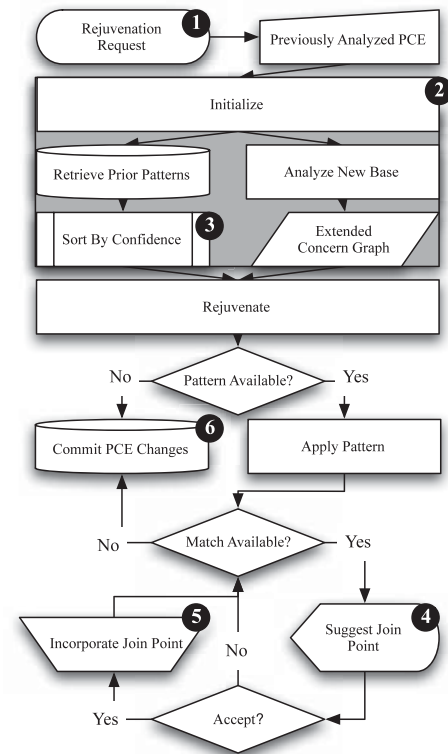 1
Rejuvenation
Request
Previously Analyzed PCE
2
Initialize
Retrieve Prior Patterns
Analyze New Base
3
Sort By Confidence
Extended
Concern Graph
Rejuvenate
No
Pattern Available?
Yes
6
Commit PCE Changes
Apply Pattern
No
Match Available?
Yes
5
Incorporate Join Point
No
4
Suggest Join
Point
Yes
Accept?